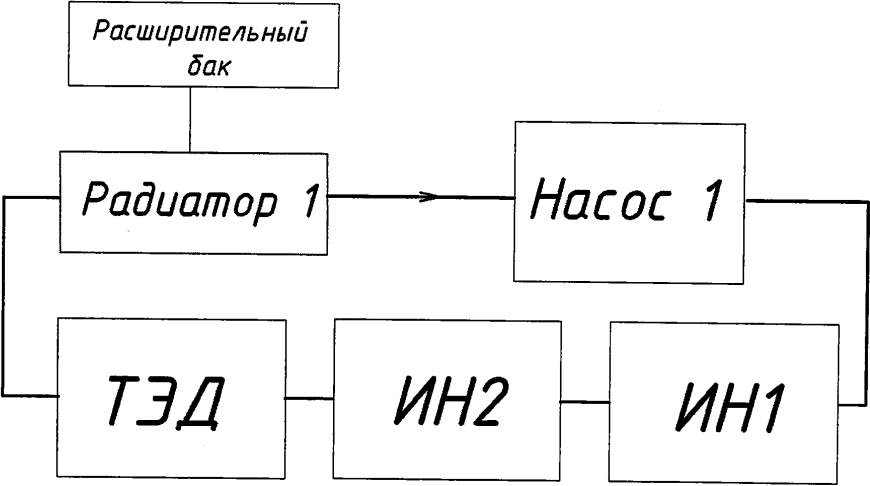 Расширительный
бак
Радиатор 1
Насос 1
ТЭД
ИН2
ИН1